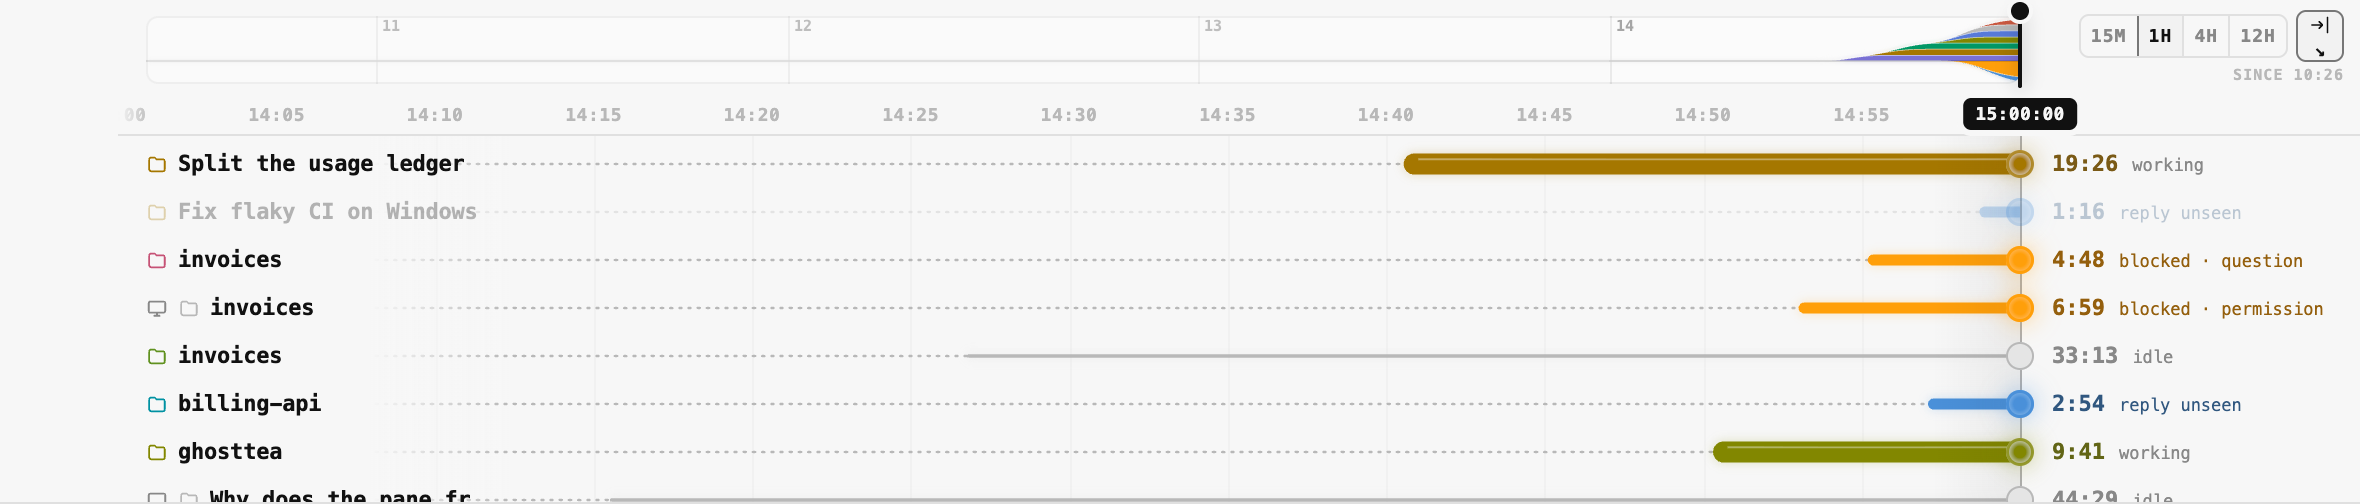 11 12 13 14
15M 1H 4H 12H
SINCE 10:26
00 14:05 14:10 14:15 14:20 14:25 14:30 14:35 14:40 14:45 14:50 14:55 15:00:00
Split the usage ledger 19:26 working
Fix flaky CI on Windows 1:16 reply unseen
invoices 4:48 blocked · question
invoices 6:59 blocked · permission
invoices 33:13 idle
billing-api 2:54 reply unseen
ghosttea 9:41 working
Why does the pane fr 44:29 idle